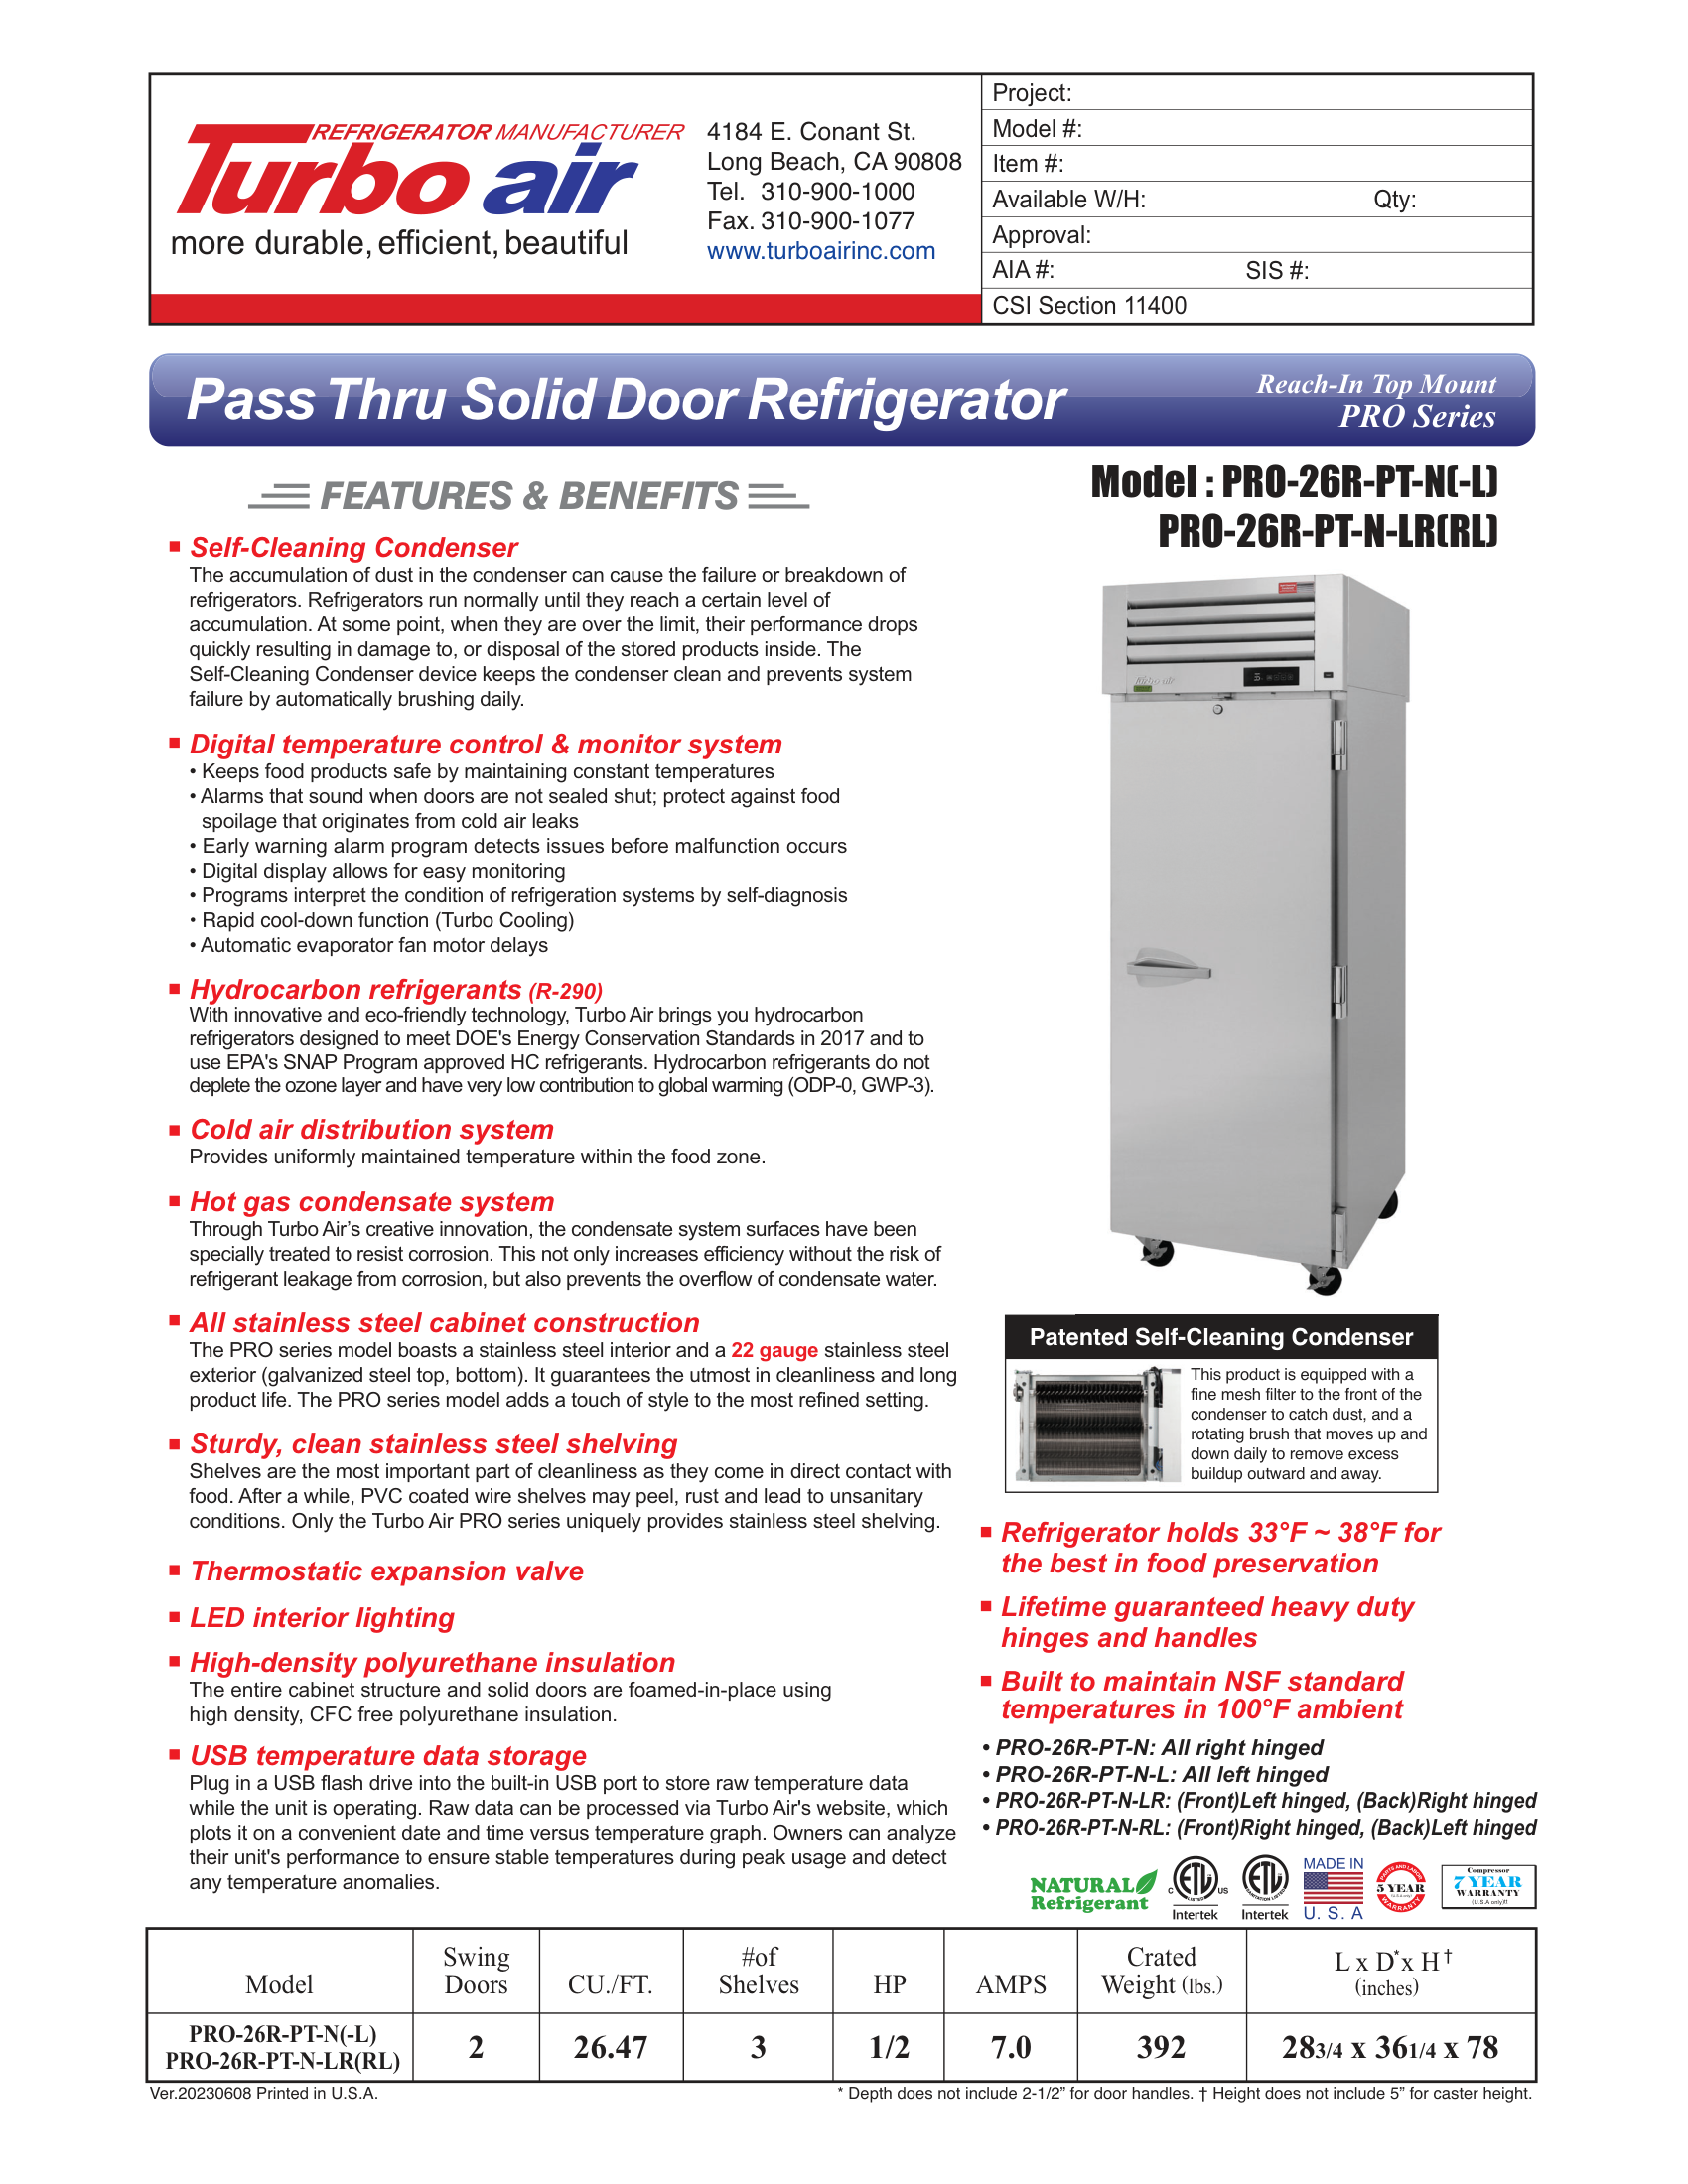 REFRIGERATOR MANUFACTURER
Turbo air
more durable, efficient, beautiful
4184 E. Conant St.
Long Beach, CA 90808
Tel. 310-900-1000
Fax. 310-900-1077
www.turboairinc.com
Project:
Model #:
Item #:
Available W/H: Qty:
Approval:
AIA #: SIS #:
CSI Section 11400
Pass Thru Solid Door Refrigerator
Reach-In Top Mount
PRO Series
FEATURES & BENEFITS
Model : PRO-26R-PT-N(-L)
PRO-26R-PT-N-LR(RL)
■ Self-Cleaning Condenser
The accumulation of dust in the condenser can cause the failure or breakdown of
refrigerators. Refrigerators run normally until they reach a certain level of
accumulation. At some point, when they are over the limit, their performance drops
quickly resulting in damage to, or disposal of the stored products inside. The
Self-Cleaning Condenser device keeps the condenser clean and prevents system
failure by automatically brushing daily.
■ Digital temperature control & monitor system
• Keeps food products safe by maintaining constant temperatures
• Alarms that sound when doors are not sealed shut; protect against food
spoilage that originates from cold air leaks
• Early warning alarm program detects issues before malfunction occurs
• Digital display allows for easy monitoring
• Programs interpret the condition of refrigeration systems by self-diagnosis
• Rapid cool-down function (Turbo Cooling)
• Automatic evaporator fan motor delays
■ Hydrocarbon refrigerants (R-290)
With innovative and eco-friendly technology, Turbo Air brings you hydrocarbon
refrigerators designed to meet DOE's Energy Conservation Standards in 2017 and to
use EPA's SNAP Program approved HC refrigerants. Hydrocarbon refrigerants do not
deplete the ozone layer and have very low contribution to global warming (ODP-0, GWP-3).
■ Cold air distribution system
Provides uniformly maintained temperature within the food zone.
■ Hot gas condensate system
Through Turbo Air’s creative innovation, the condensate system surfaces have been
specially treated to resist corrosion. This not only increases efficiency without the risk of
refrigerant leakage from corrosion, but also prevents the overflow of condensate water.
■ All stainless steel cabinet construction
The PRO series model boasts a stainless steel interior and a 22 gauge stainless steel
exterior (galvanized steel top, bottom). It guarantees the utmost in cleanliness and long
product life. The PRO series model adds a touch of style to the most refined setting.
■ Sturdy, clean stainless steel shelving
Shelves are the most important part of cleanliness as they come in direct contact with
food. After a while, PVC coated wire shelves may peel, rust and lead to unsanitary
conditions. Only the Turbo Air PRO series uniquely provides stainless steel shelving.
■ Thermostatic expansion valve
■ LED interior lighting
■ High-density polyurethane insulation
The entire cabinet structure and solid doors are foamed-in-place using
high density, CFC free polyurethane insulation.
■ USB temperature data storage
Plug in a USB flash drive into the built-in USB port to store raw temperature data
while the unit is operating. Raw data can be processed via Turbo Air's website, which
plots it on a convenient date and time versus temperature graph. Owners can analyze
their unit's performance to ensure stable temperatures during peak usage and detect
any temperature anomalies.
Turbo air
Patented Self-Cleaning Condenser
This product is equipped with a
fine mesh filter to the front of the
condenser to catch dust, and a
rotating brush that moves up and
down daily to remove excess
buildup outward and away.
■ Refrigerator holds 33°F ~ 38°F for
the best in food preservation
■ Lifetime guaranteed heavy duty
hinges and handles
■ Built to maintain NSF standard
temperatures in 100°F ambient
• PRO-26R-PT-N: All right hinged
• PRO-26R-PT-N-L: All left hinged
• PRO-26R-PT-N-LR: (Front)Left hinged, (Back)Right hinged
• PRO-26R-PT-N-RL: (Front)Right hinged, (Back)Left hinged
NATURAL
Refrigerant
C ETL US
LISTED
Intertek
ETL
SANITATION LISTED
Intertek
MADE IN
U. S. A
PARTS AND LABOR
5 YEAR
WARRANTY
Compressor
7 YEAR
WARRANTY
(U.S.A only)
Model
Swing
Doors
CU./FT.
#of
Shelves
HP
AMPS
Crated
Weight (lbs.)
L x D* x H†
(inches)
PRO-26R-PT-N(-L)
PRO-26R-PT-N-LR(RL)
2
26.47
3
1/2
7.0
392
283/4 x 361/4 x 78
Ver.20230608 Printed in U.S.A.
* Depth does not include 2-1/2” for door handles. † Height does not include 5” for caster height.